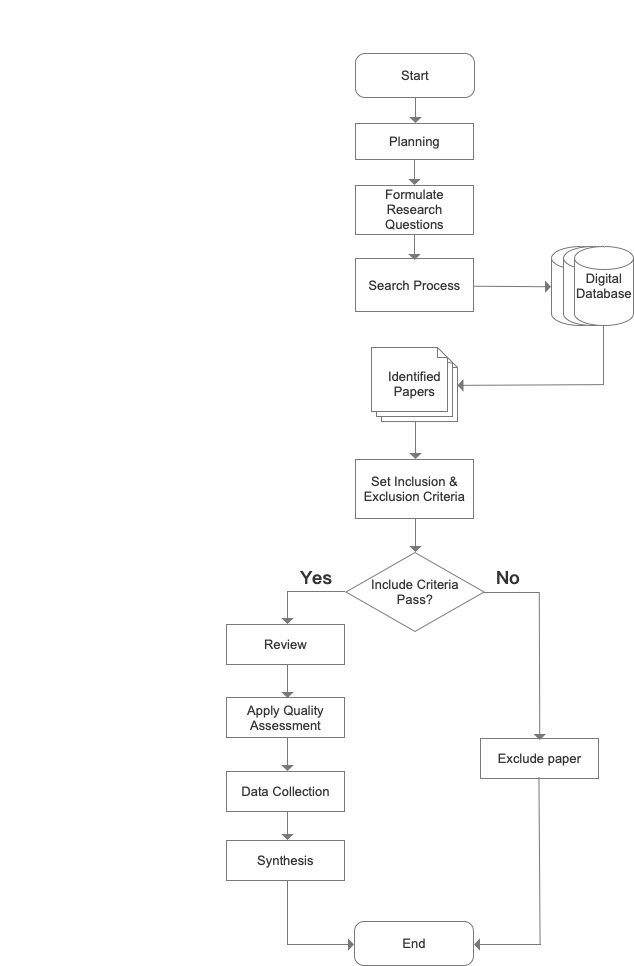 Start
Planning
Formulate
Research
Questions
Search Process
Digital
Database
Identified
Papers
Set Inclusion &
Exclusion Criteria
Include Criteria
Pass?
Yes
No
Review
Apply Quality
Assessment
Exclude paper
Data Collection
Synthesis
End